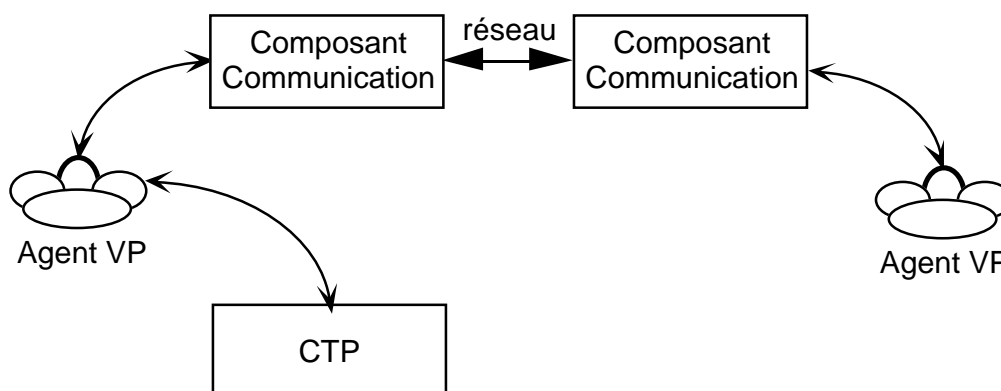 réseau
Composant
Communication
Composant
Communication
Agent VP
Agent VP
CTP